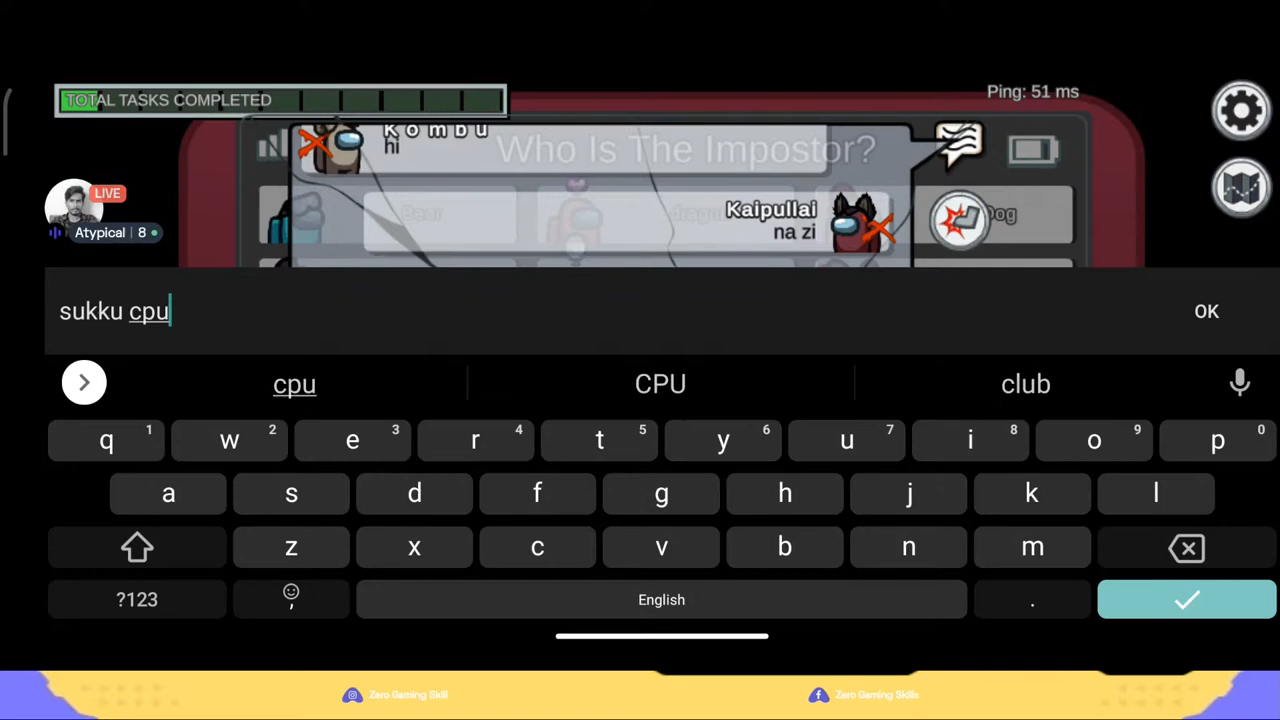 TOTAL TASKS COMPLETED
Ping: 51 ms
Kombu
hi
Who Is The Impostor?
LIVE
Bear
Kaipullai
na zi
Dog
Atypical | 8
sukku cpu
OK
cpu
CPU
club
q 1 w 2 e 3 r 4 t 5 y 6 u 7 i 8 o 9 p 0
a s d f g h j k l
z x c v b n m
?123 , English .
Zero Gaming Skill
Zero Gaming Skills